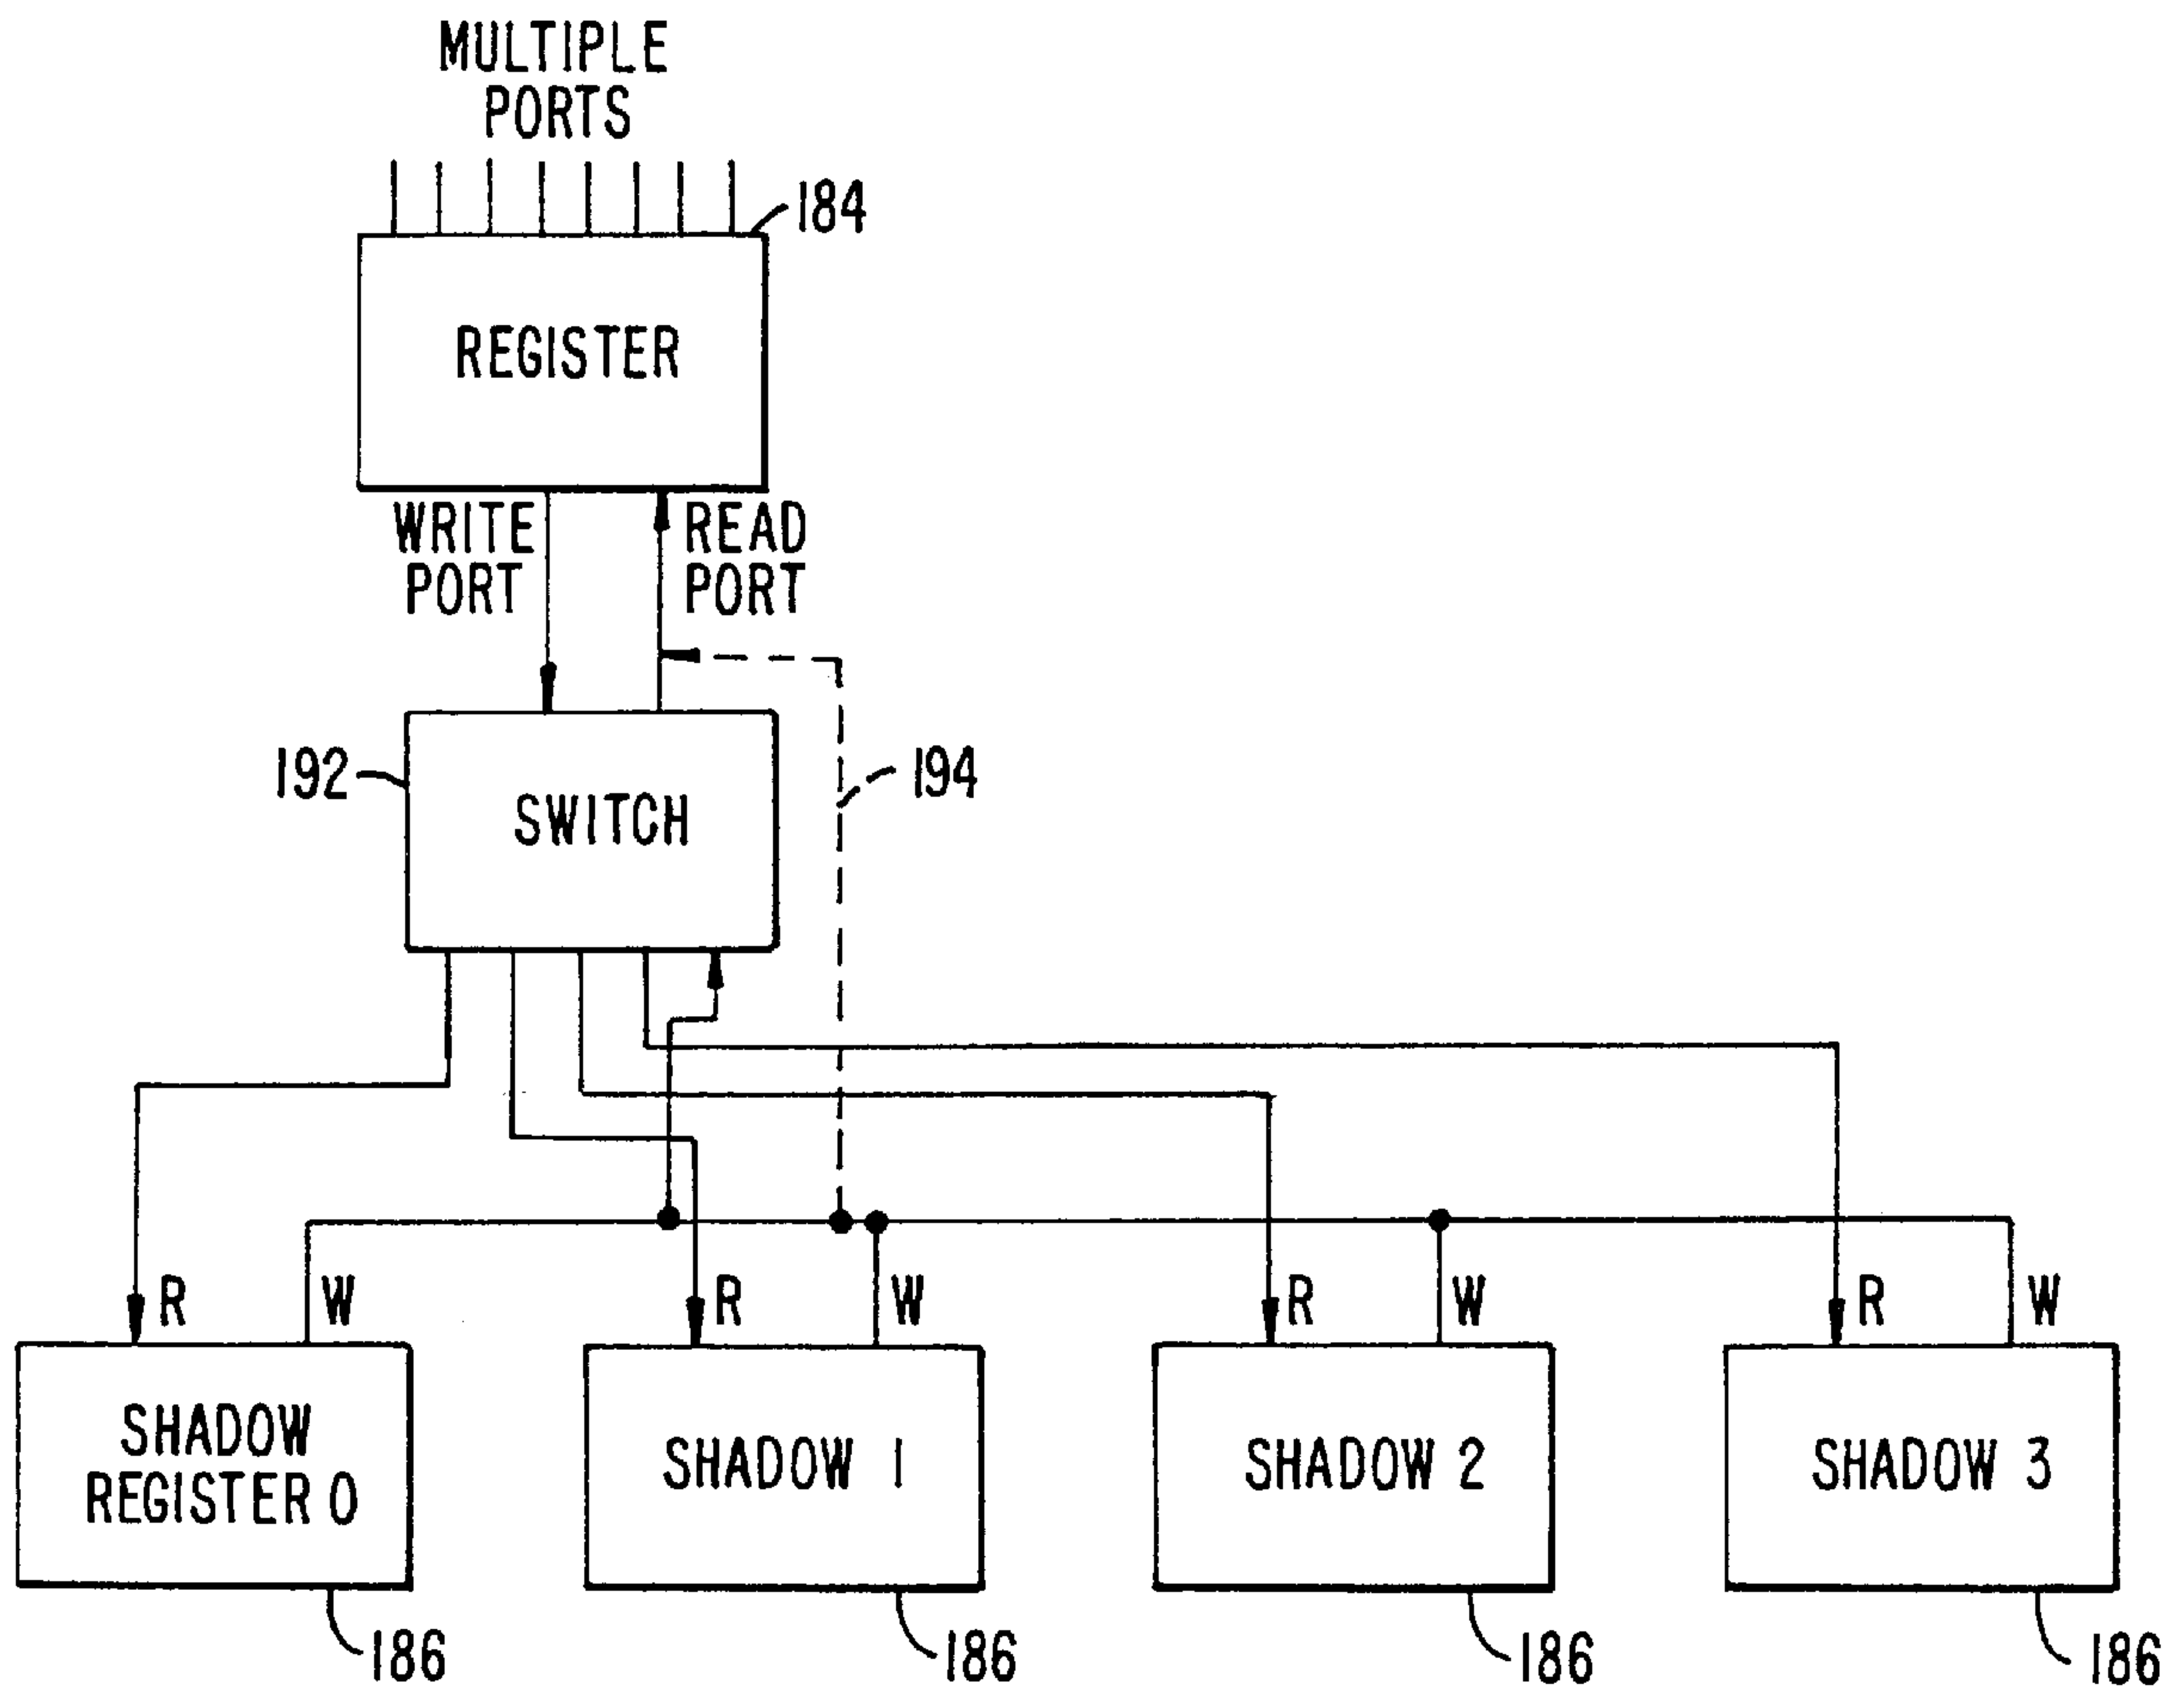 MULTIPLE
PORTS
184
REGISTER
WRITE
PORT
READ
PORT
192
194
SWITCH
R
W
R
W
R
W
R
W
SHADOW
REGISTER 0
SHADOW 1
SHADOW 2
SHADOW 3
186
186
186
186